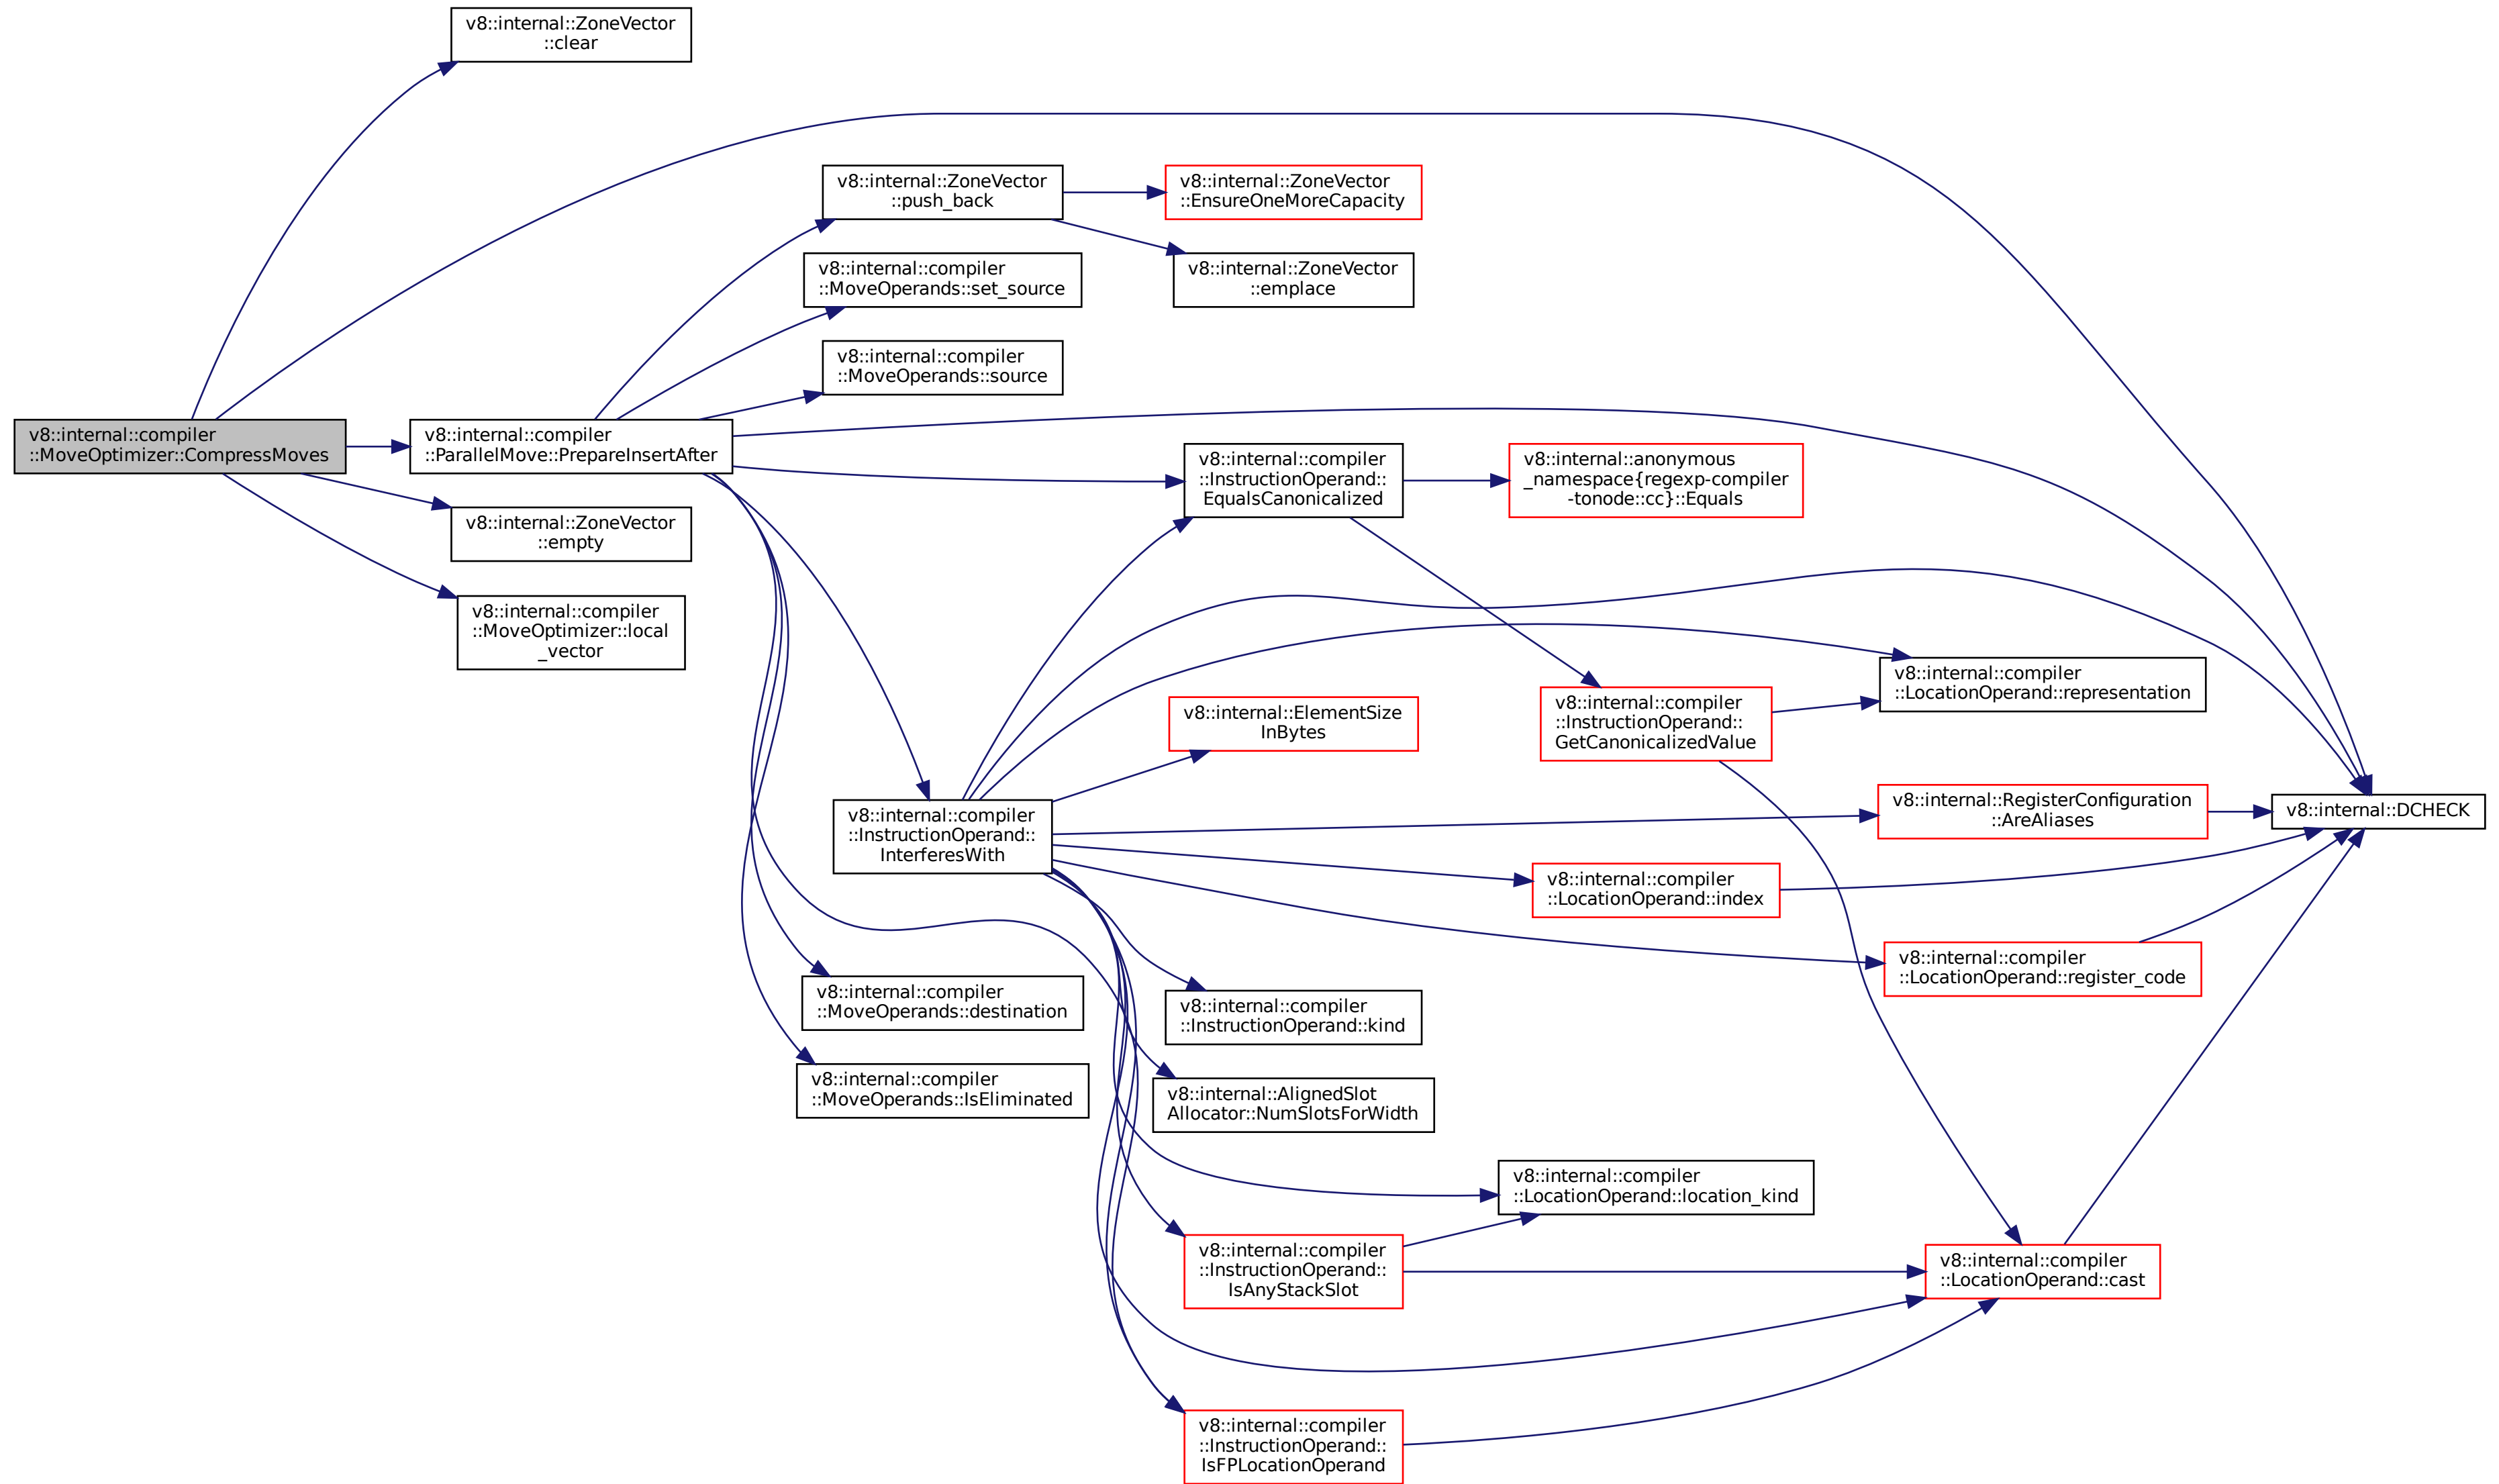 v8::internal::ZoneVector
::clear
v8::internal::ZoneVector
::push_back
v8::internal::ZoneVector
::EnsureOneMoreCapacity
v8::internal::compiler
::MoveOperands::set_source
v8::internal::ZoneVector
::emplace
v8::internal::compiler
::MoveOperands::source
v8::internal::compiler
::MoveOptimizer::CompressMoves
v8::internal::compiler
::ParallelMove::PrepareInsertAfter
v8::internal::compiler
::InstructionOperand::
EqualsCanonicalized
v8::internal::anonymous
_namespace{regexp-compiler
-tonode::cc}::Equals
v8::internal::ZoneVector
::empty
v8::internal::compiler
::MoveOptimizer::local
_vector
v8::internal::compiler
::LocationOperand::representation
v8::internal::ElementSize
InBytes
v8::internal::compiler
::InstructionOperand::
GetCanonicalizedValue
v8::internal::compiler
::InstructionOperand::
InterferesWith
v8::internal::RegisterConfiguration
::AreAliases
v8::internal::DCHECK
v8::internal::compiler
::LocationOperand::index
v8::internal::compiler
::LocationOperand::register_code
v8::internal::compiler
::MoveOperands::destination
v8::internal::compiler
::InstructionOperand::kind
v8::internal::compiler
::MoveOperands::IsEliminated
v8::internal::AlignedSlot
Allocator::NumSlotsForWidth
v8::internal::compiler
::LocationOperand::location_kind
v8::internal::compiler
::InstructionOperand::
IsAnyStackSlot
v8::internal::compiler
::LocationOperand::cast
v8::internal::compiler
::InstructionOperand::
IsFPLocationOperand